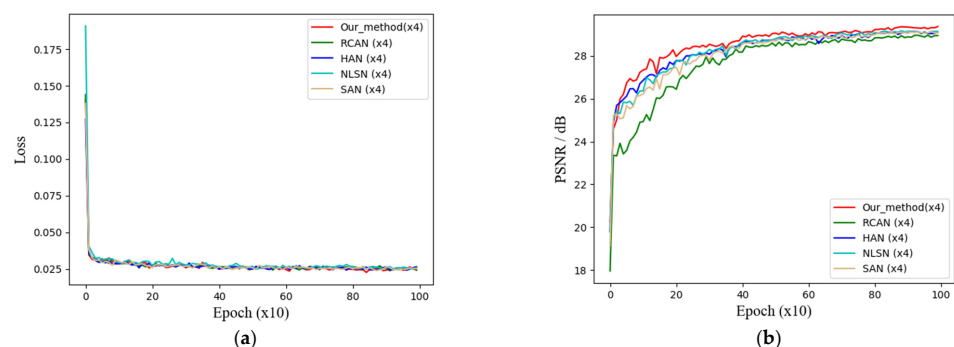 0.175
0.150
0.125
0.100
0.075
0.050
0.025
Loss
Our_method(x4)
RCAN (x4)
HAN (x4)
NLSN (x4)
SAN (x4)
0 20 40 60 80 100
Epoch (x10)
(a)
28
26
24
22
20
18
PSNR / dB
Our_method(x4)
RCAN (x4)
HAN (x4)
NLSN (x4)
SAN (x4)
0 20 40 60 80 100
Epoch (x10)
(b)